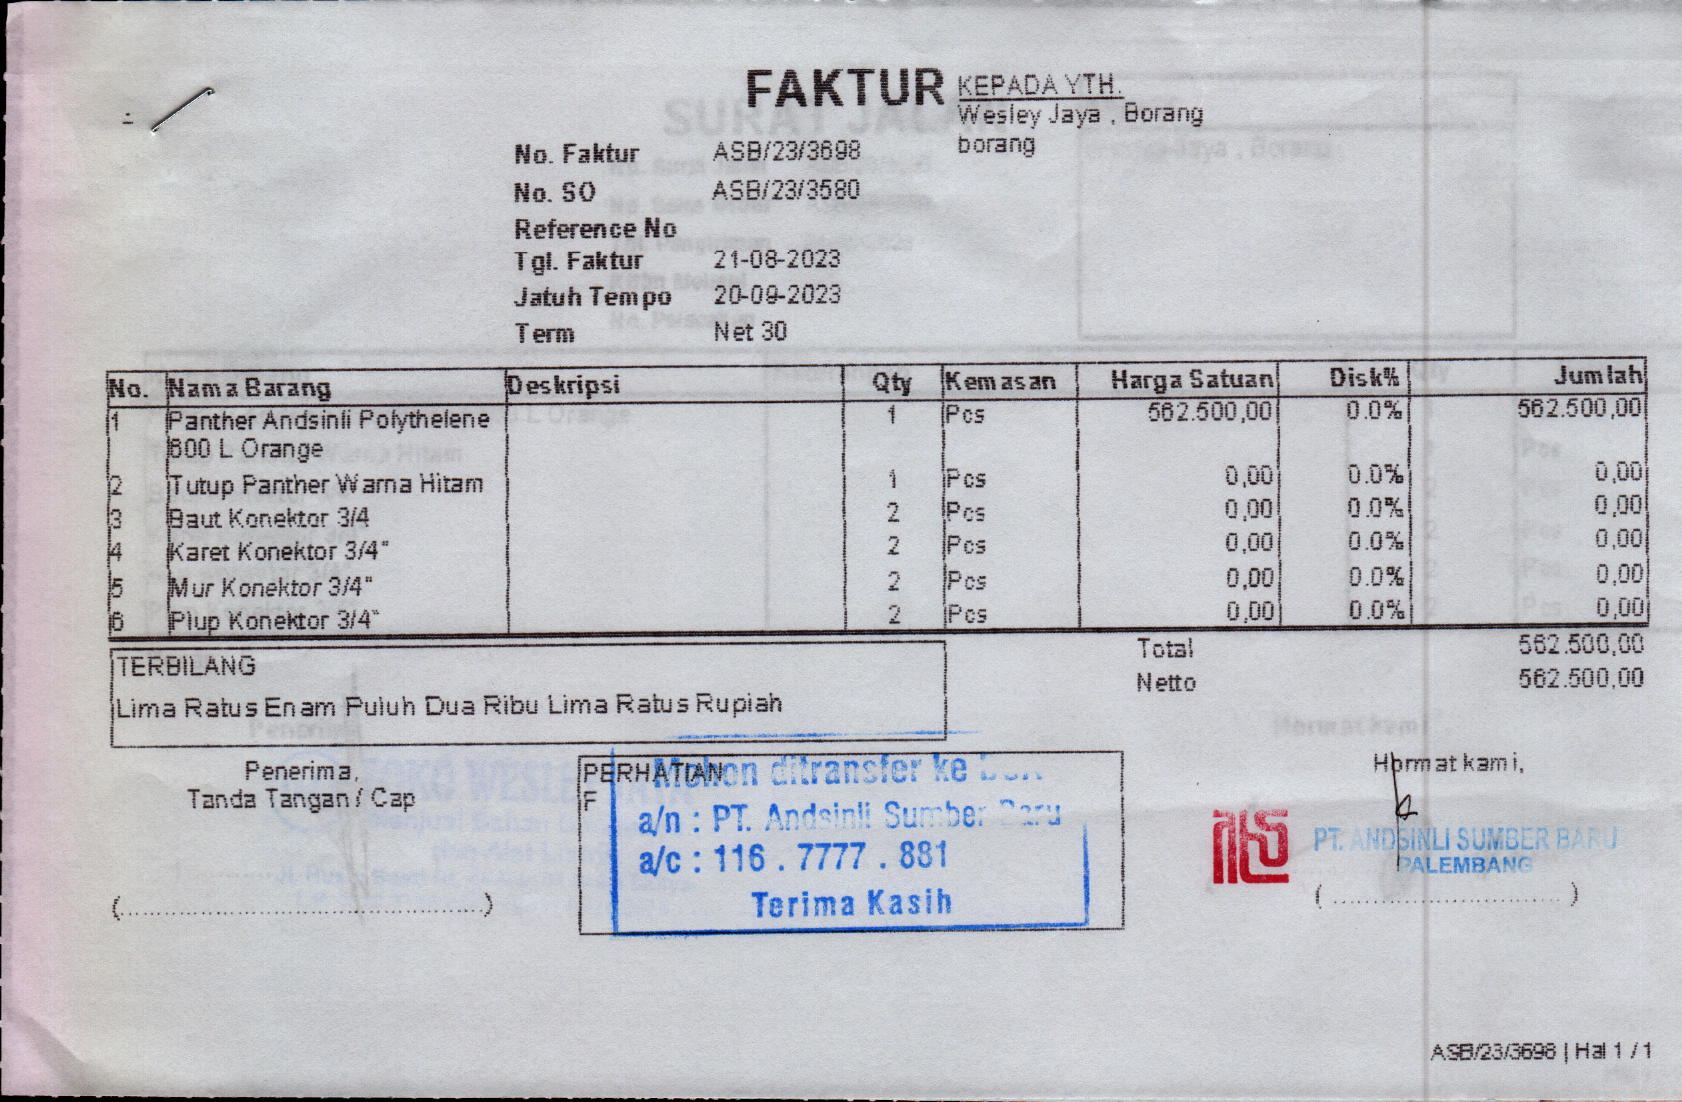 FAKTUR
KEPADA YTH.
Wesley Jaya , Borang
borang
No. Faktur ASB/23/3698
No. SO ASB/23/3580
Reference No
Tgl. Faktur 21-08-2023
Jatuh Tempo 20-09-2023
Term Net 30
No. Nama Barang Deskripsi Qty Kemasan Harga Satuan Disk% Jumlah
1 Panther Andsinli Polythelene 1 Pcs 562.500,00 0.0% 562.500,00
600 L Orange
2 Tutup Panther Warna Hitam 1 Pcs 0,00 0.0% 0,00
3 Baut Konektor 3/4 2 Pcs 0,00 0.0% 0,00
4 Karet Konektor 3/4" 2 Pcs 0,00 0.0% 0,00
5 Mur Konektor 3/4" 2 Pcs 0,00 0.0% 0,00
6 Plup Konektor 3/4" 2 Pcs 0,00 0.0% 0,00
Total 562.500,00
Netto 562.500,00
TERBILANG
Lima Ratus Enam Puluh Dua Ribu Lima Ratus Rupiah
Penerima,
Tanda Tangan / Cap
(..................................................)
PERHATIAN
F
Mohon ditransfer ke
a/n : PT. Andsinli Sumber Baru
a/c : 116 . 7777 . 881
Terima Kasih
Hormat kami,
PT. ANDSINLI SUMBER BARU
PALEMBANG
( ............................... )
ASB/23/3698 | Hal 1 / 1